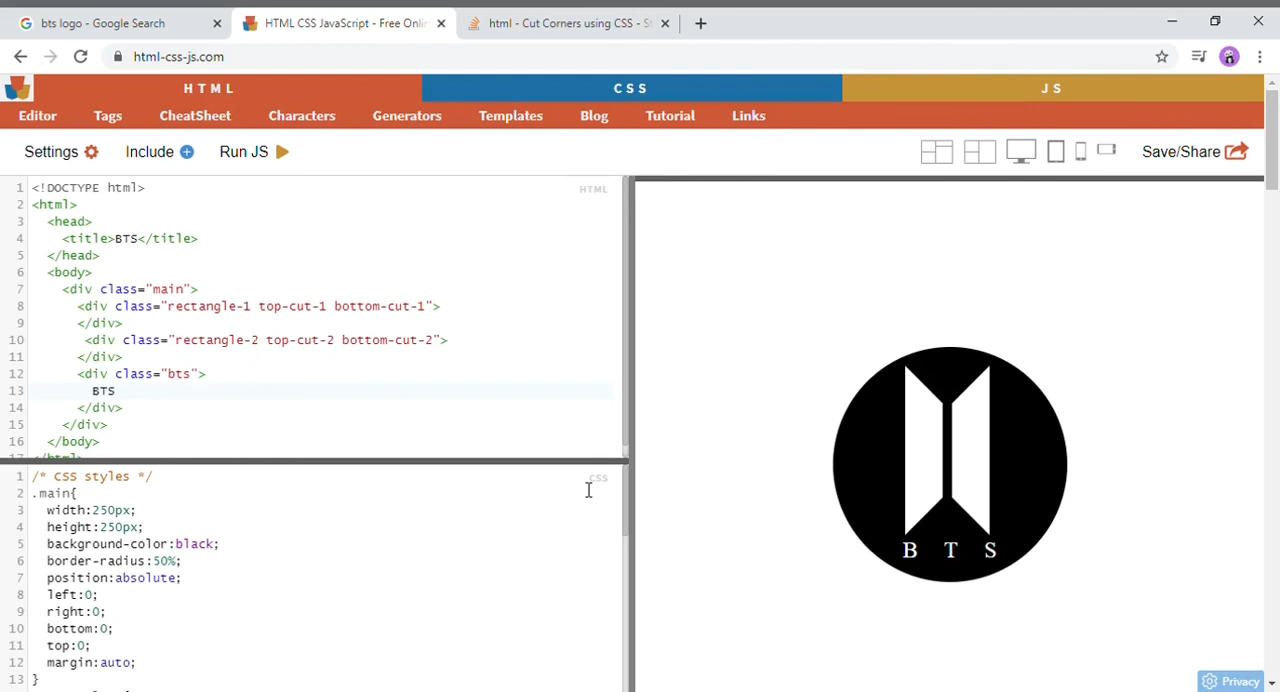 bts logo - Google Search
HTML CSS JavaScript - Free Onlin
html - Cut Corners using CSS - S
html-css-js.com
HTML
CSS
JS
Editor Tags CheatSheet Characters Generators Templates Blog Tutorial Links
Settings Include Run JS Save/Share
HTML
1 <!DOCTYPE html>
2 <html>
3 <head>
4 <title>BTS</title>
5 </head>
6 <body>
7 <div class="main">
8 <div class="rectangle-1 top-cut-1 bottom-cut-1">
9 </div>
10 <div class="rectangle-2 top-cut-2 bottom-cut-2">
11 </div>
12 <div class="bts">
13 BTS
14 </div>
15 </div>
16 </body>
17 </html>
CSS
1 /* CSS styles */
2 .main{
3 width:250px;
4 height:250px;
5 background-color:black;
6 border-radius:50%;
7 position:absolute;
8 left:0;
9 right:0;
10 bottom:0;
11 top:0;
12 margin:auto;
13 }
B T S
Privacy